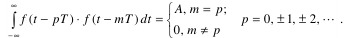 ∫_{-∞}^{∞} f(t − pT) · f(t − mT) dt = { A, m = p; 0, m ≠ p    p = 0, ±1, ±2, ⋯ .